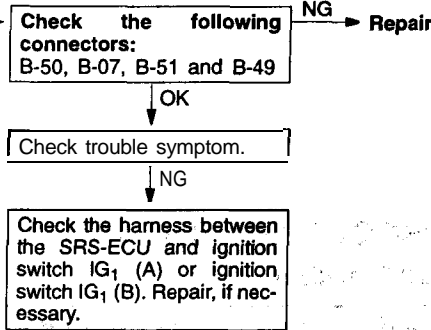 NG
Check the following
connectors:
B-50, B-07, B-51 and B-49
Repair
OK
Check trouble symptom.
NG
Check the harness between
the SRS-ECU and ignition
switch IG₁ (A) or ignition
switch IG₁ (B). Repair, if nec-
essary.